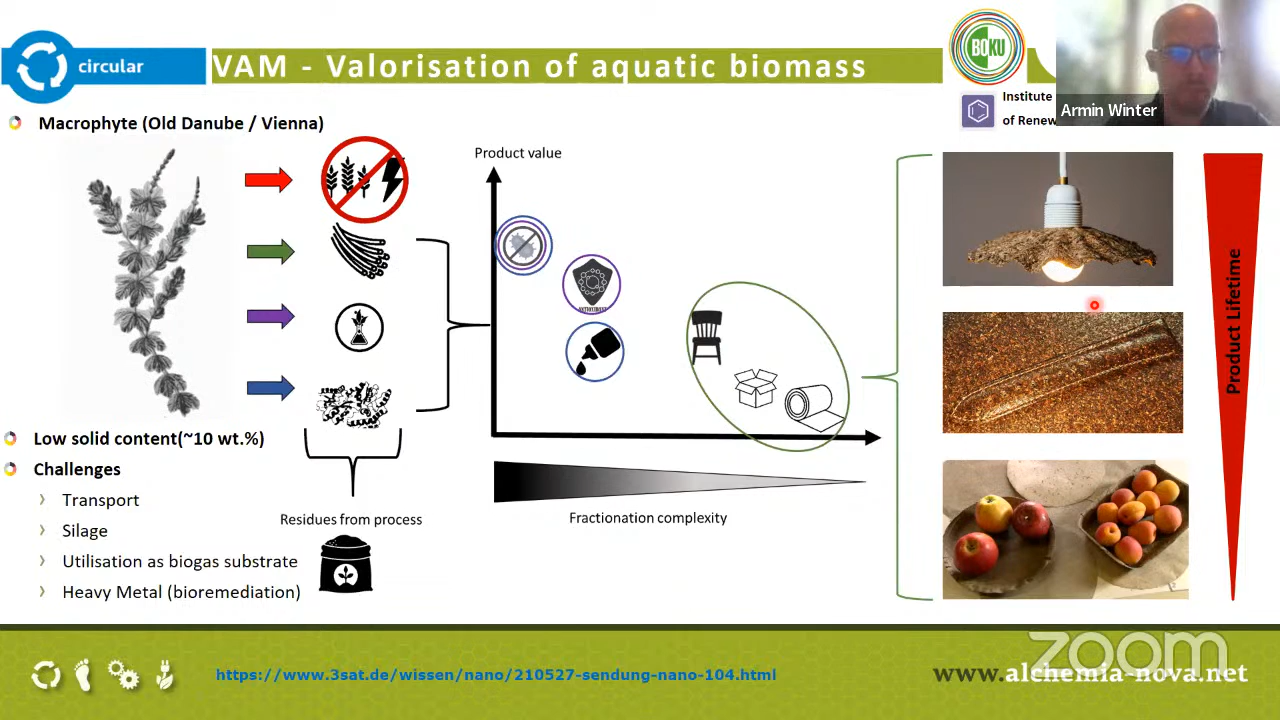 circular
VAM - Valorisation of aquatic biomass
BOKU
Institute
of Renew
Armin Winter
Macrophyte (Old Danube / Vienna)
Product value
Low solid content(~10 wt.%)
Challenges
Transport
Silage
Utilisation as biogas substrate
Heavy Metal (bioremediation)
Residues from process
Fractionation complexity
Product Lifetime
https://www.3sat.de/wissen/nano/210527-sendung-nano-104.html
www.alchemia-nova.net
zoom